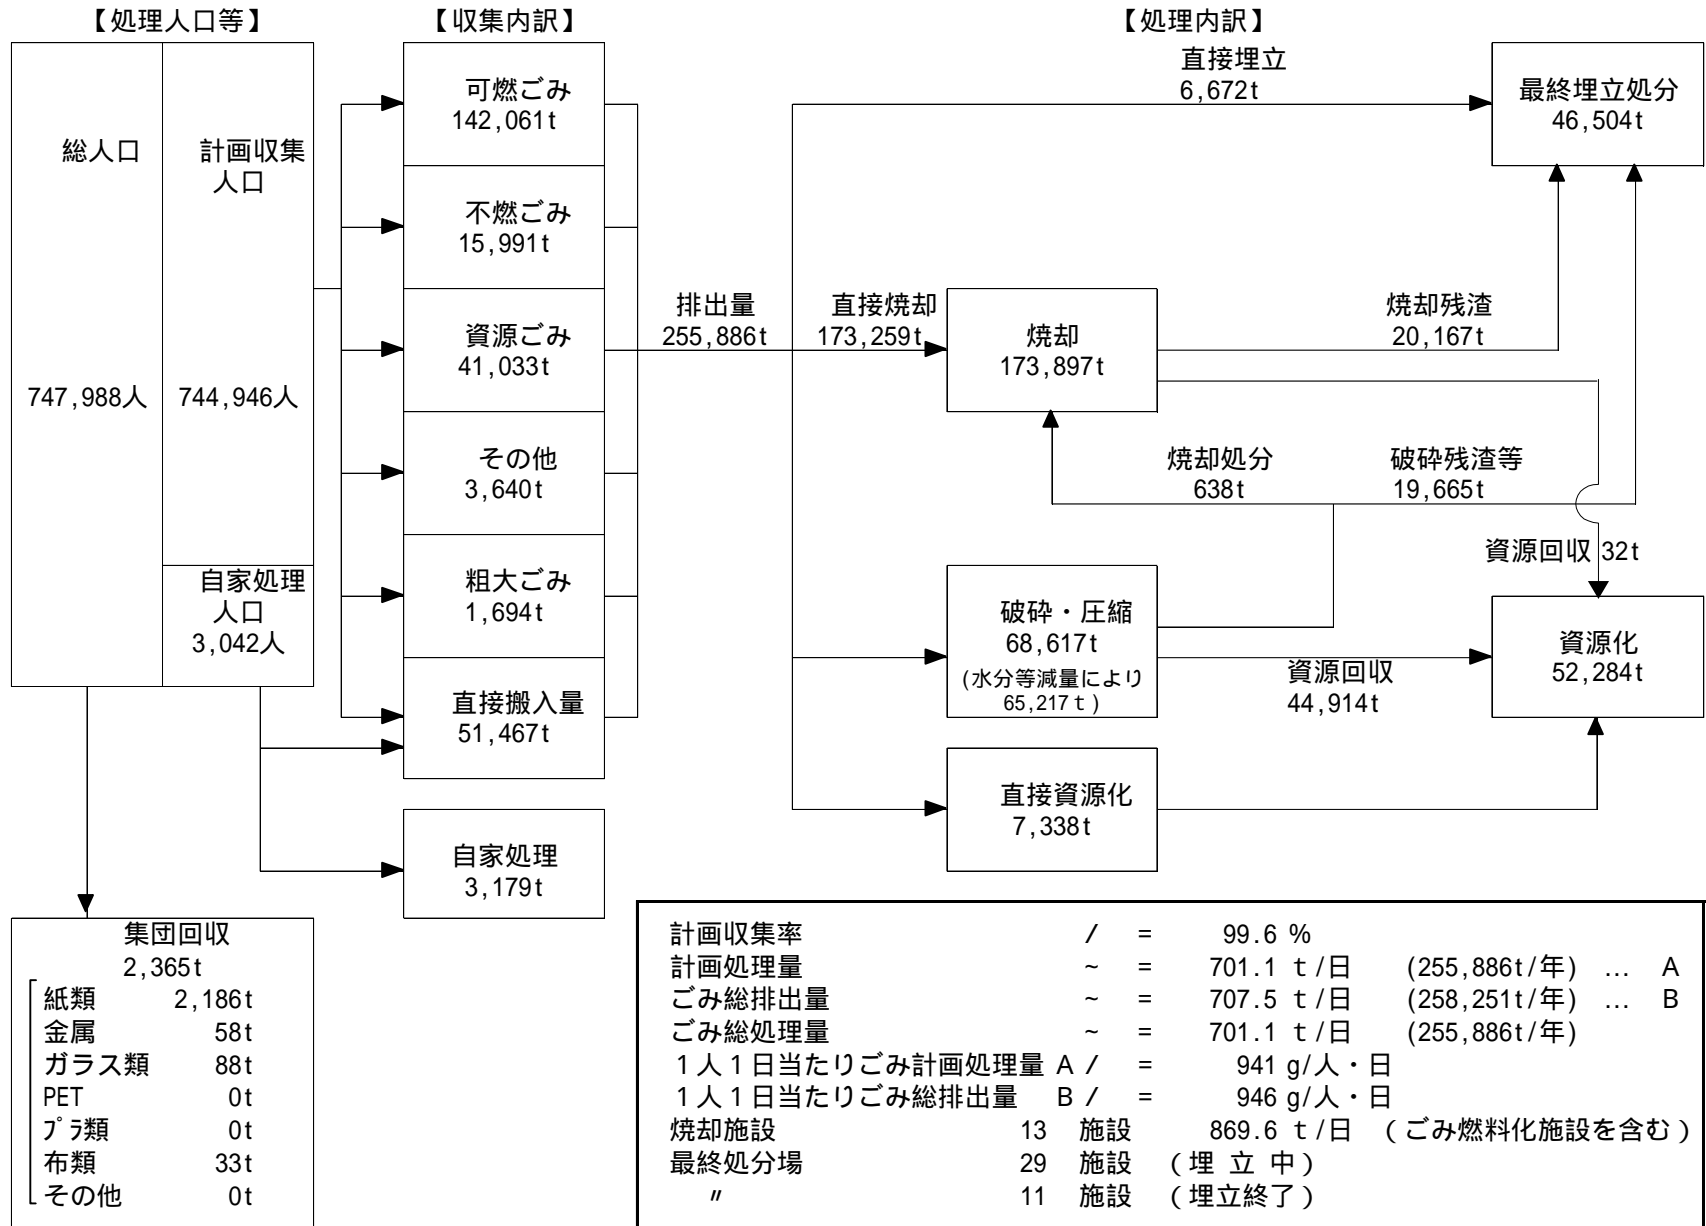 【処理人口等】
【収集内訳】
【処理内訳】
総人口
747,988人
計画収集
人口
744,946人
自家処理
人口
3,042人
可燃ごみ
142,061t
不燃ごみ
15,991t
資源ごみ
41,033t
その他
3,640t
粗大ごみ
1,694t
直接搬入量
51,467t
自家処理
3,179t
排出量
255,886t
直接埋立
6,672t
直接焼却
173,259t
最終埋立処分
46,504t
焼却
173,897t
焼却残渣
20,167t
焼却処分
638t
破砕残渣等
19,665t
資源回収 32t
破砕・圧縮
68,617t
(水分等減量により
65,217ｔ)
資源回収
44,914t
資源化
52,284t
直接資源化
7,338t
集団回収
2,365t
紙類 2,186t
金属 58t
ガラス類 88t
PET 0t
プラ類 0t
布類 33t
その他 0t
計画収集率 / = 99.6 %
計画処理量 ~ = 701.1 ｔ/日 (255,886t/年) … A
ごみ総排出量 ~ = 707.5 ｔ/日 (258,251t/年) … B
ごみ総処理量 ~ = 701.1 ｔ/日 (255,886t/年)
１人１日当たりごみ計画処理量 A / = 941 g/人・日
１人１日当たりごみ総排出量 B / = 946 g/人・日
焼却施設 13 施設 869.6 ｔ/日 （ごみ燃料化施設を含む）
最終処分場 29 施設 （埋 立 中）
〃 11 施設 （埋立終了）